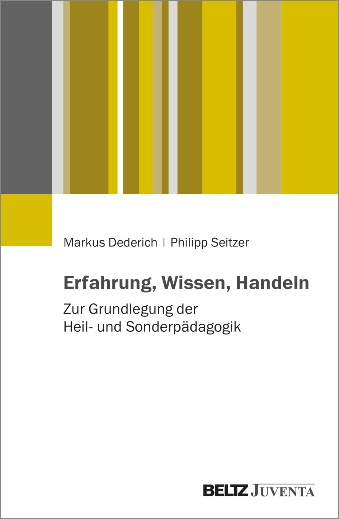 Markus Dederich | Philipp Seitzer
Erfahrung, Wissen, Handeln
Zur Grundlegung der
Heil- und Sonderpädagogik
BELTZ JUVENTA